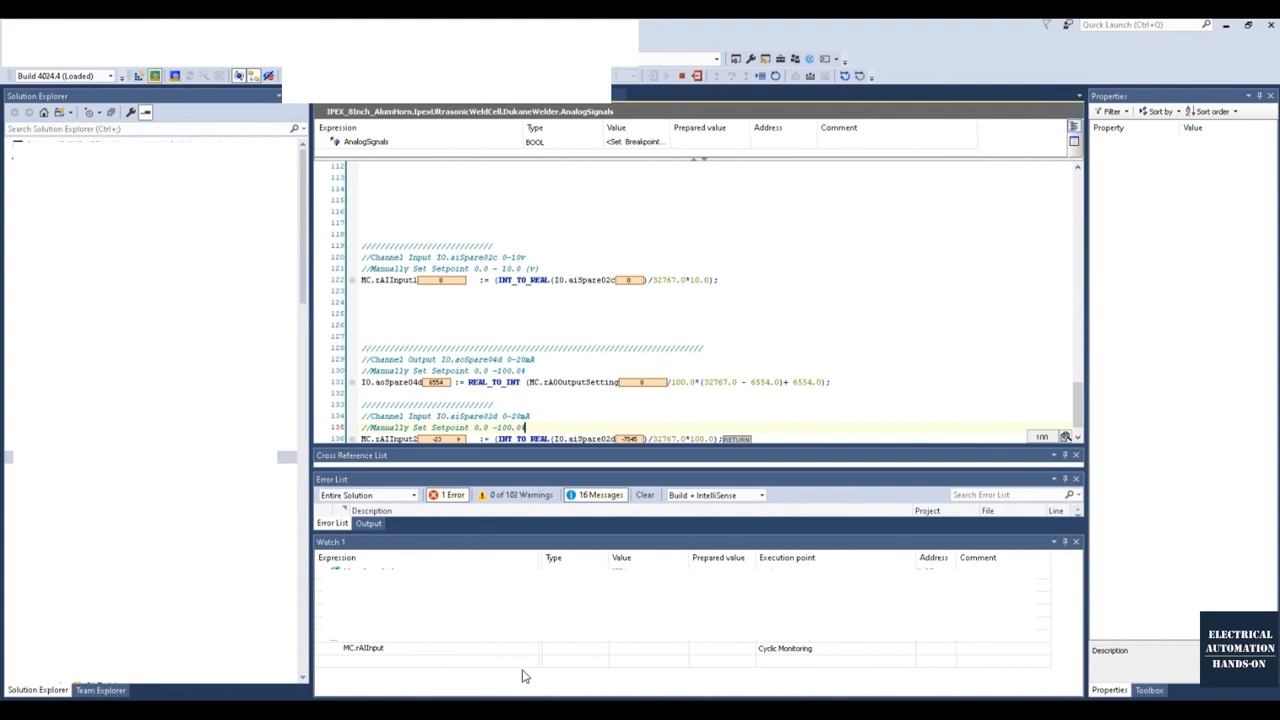 Quick Launch (Ctrl+Q)
Build 4024.4 (Loaded)
Solution Explorer
Search Solution Explorer (Ctrl+;)
IPEX_8Inch_AlumHorn.IpexUltrasonicWeldCell.DukaneWelder.AnalogSignals
Expression Type Value Prepared value Address Comment
AnalogSignals BOOL <Set Breakpoint...
112
113
114
115
116
117
118
119 ///////////////////////////
120 //Channel Input IO.aiSpare02c 0-10v
121 //Manually Set Setpoint 0.0 - 10.0 (v)
122 MC.rAIInput1 0 := (INT_TO_REAL(IO.aiSpare02c 0 )/32767.0*10.0);
123
124
125
126
127
128 ///////////////////////////////////////////////////////////////////////
129 //Channel Output IO.aoSpare04d 0-20mA
130 //Manually Set Setpoint 0.0 -100.0%
131 IO.aoSpare04d 6554 := REAL_TO_INT (MC.rAOOutputSetting 0 /100.0*(32767.0 - 6554.0)+ 6554.0);
132
133 ///////////////////////////
134 //Channel Input IO.aiSpare02d 0-20mA
135 //Manually Set Setpoint 0.0 -100.0%
136 MC.rAIInput2 -23 := (INT_TO_REAL(IO.aiSpare02d -7545 )/32767.0*100.0);RETURN
100
Cross Reference List
Error List
Entire Solution 1 Error 0 of 102 Warnings 16 Messages Clear Build + IntelliSense Search Error List
Description Project File Line
Error List Output
Watch 1
Expression Type Value Prepared value Execution point Address Comment
MC.rAIInput Cyclic Monitoring
Solution Explorer Team Explorer
Properties
Filter Sort by Sort order
Property Value
Description
Properties Toolbox
ELECTRICAL
AUTOMATION
HANDS-ON